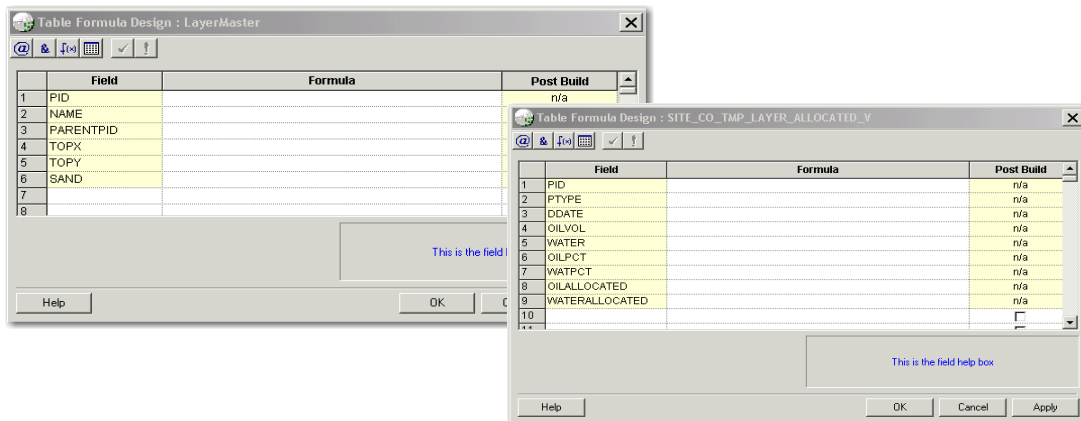 Table Formula Design : LayerMaster
@ & f(x)
Field Formula Post Build
1 PID n/a
2 NAME
3 PARENTPID
4 TOPX
5 TOPY
6 SAND
7
8
This is the field
Help OK
Table Formula Design : SITE_CO_TMP_LAYER_ALLOCATED_V
@ & f(x)
Field Formula Post Build
1 PID n/a
2 PTYPE n/a
3 DDATE n/a
4 OILVOL n/a
5 WATER n/a
6 OILPCT n/a
7 WATPCT n/a
8 OILALLOCATED n/a
9 WATERALLOCATED n/a
10
11
This is the field help box
Help OK Cancel Apply